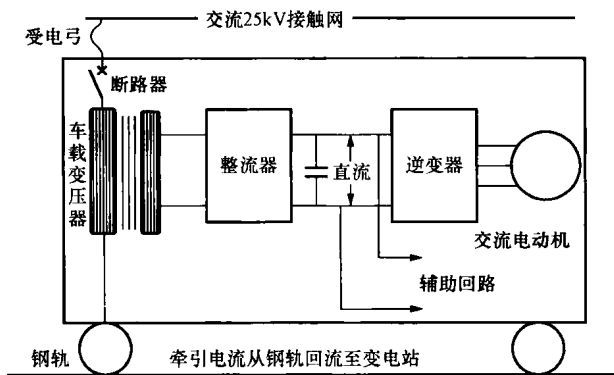 交流25kV接触网
受电弓
断路器
车载变压器
整流器
直流
逆变器
交流电动机
辅助回路
钢轨
牵引电流从钢轨回流至变电站